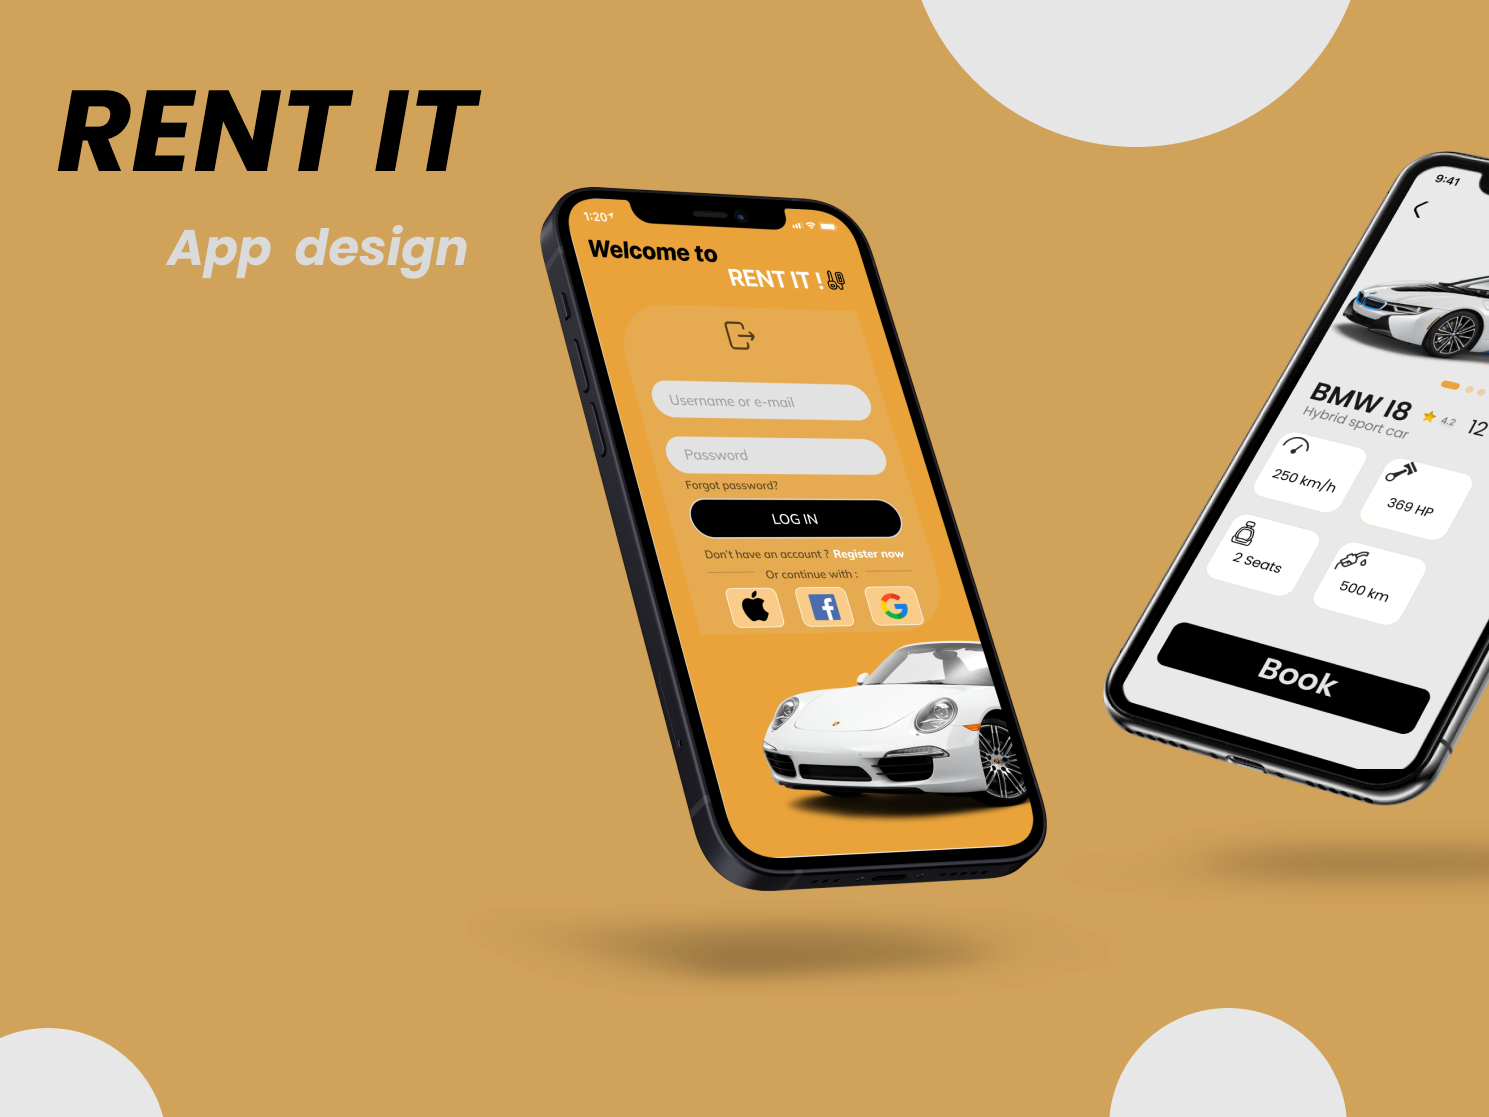 RENT IT
App design
1:20
Welcome to
RENT IT !
Username or e-mail
Password
Forgot password?
LOG IN
Don't have an account ? Register now
Or continue with :
9:41
BMW I8
4.2
12
Hybrid sport car
250 km/h
369 HP
2 Seats
500 km
Book